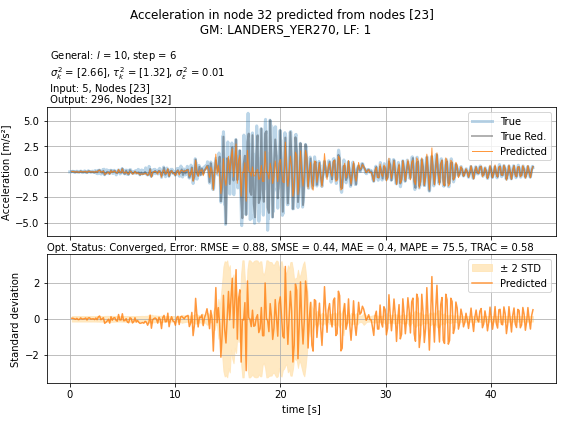 Acceleration in node 32 predicted from nodes [23]
GM: LANDERS_YER270, LF: 1
General: l = 10, step = 6
σ²ₖ = [2.66], τ²ₖ = [1.32], σ²ε = 0.01
Input: 5, Nodes [23]
Output: 296, Nodes [32]
Acceleration [m/s²]
5.0
2.5
0.0
−2.5
−5.0
True
True Red.
Predicted
Opt. Status: Converged, Error: RMSE = 0.88, SMSE = 0.44, MAE = 0.4, MAPE = 75.5, TRAC = 0.58
Standard deviation
2
0
−2
± 2 STD
Predicted
0
10
20
30
40
time [s]